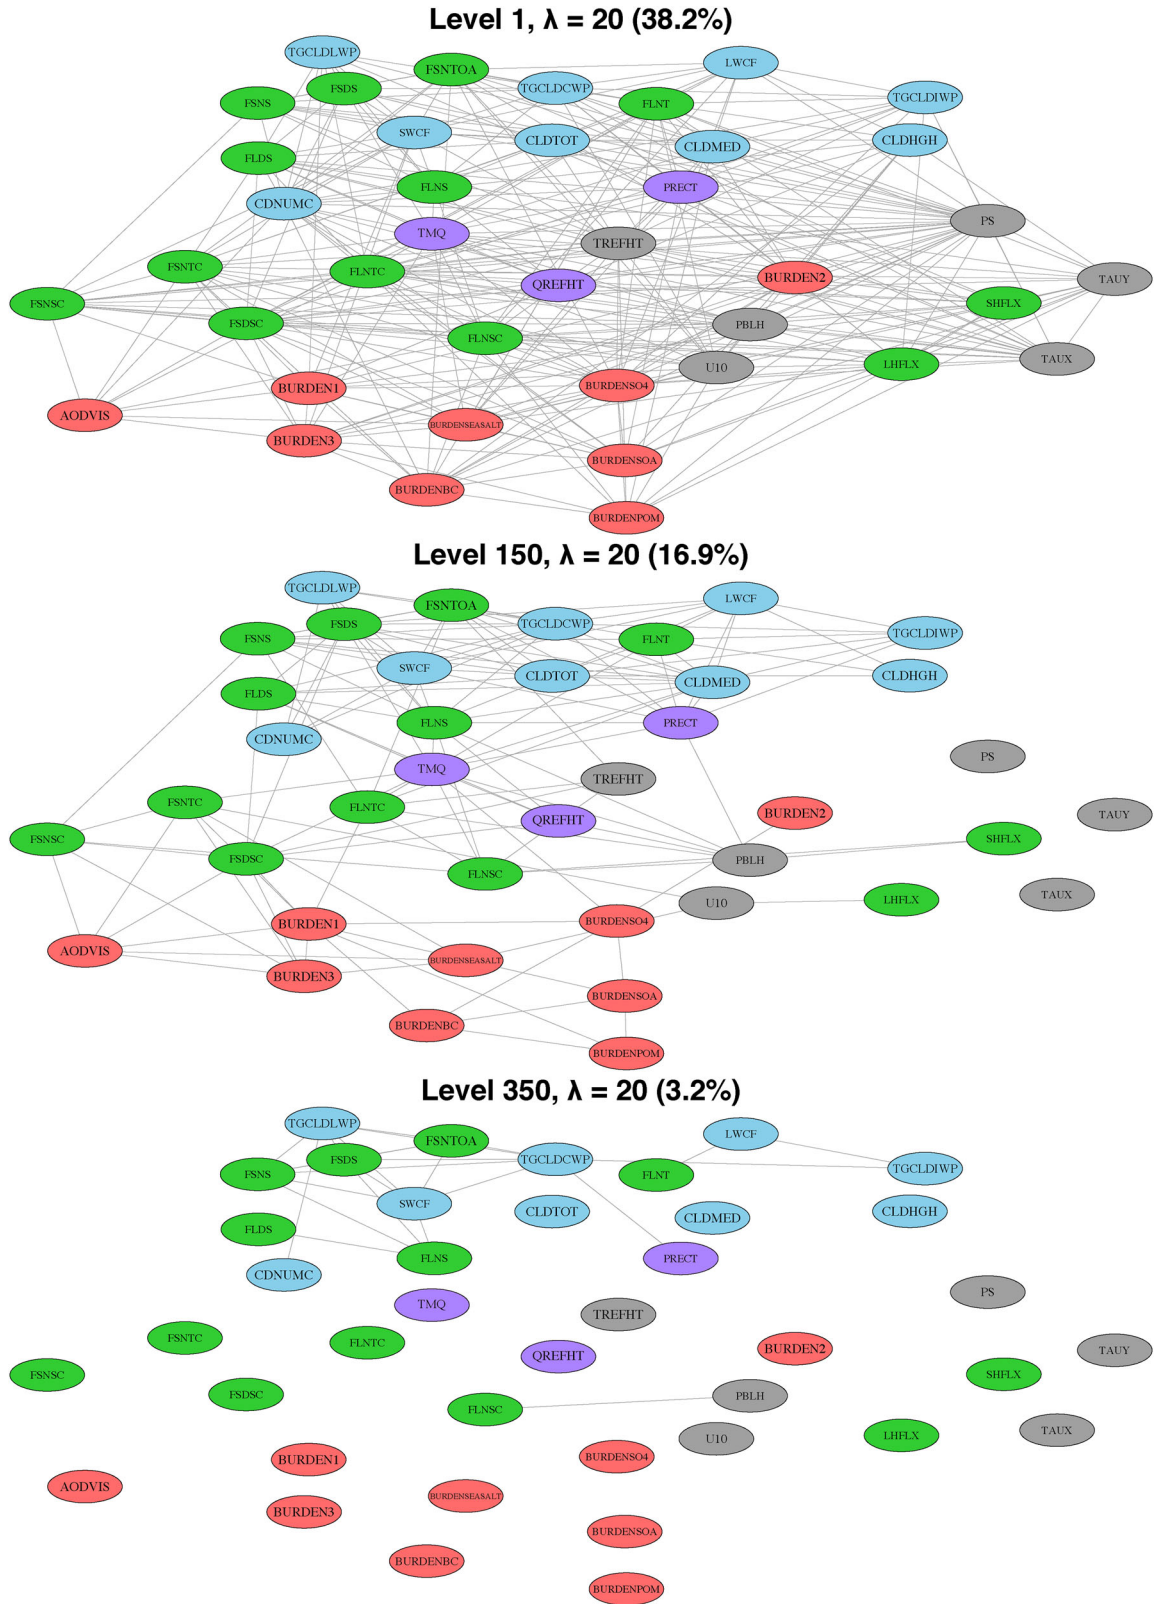 Level 1, λ = 20 (38.2%)
TGCLDLWP
FSNTOA
LWCF
FSNS
FSDS
TGCLDCWP
FLNT
TGCLDIWP
SWCF
CLDTOT
CLDMED
CLDHGH
FLDS
FLNS
PRECT
CDNUMC
TMQ
TREFHT
PS
FSNTC
FLNTC
QREFHT
BURDEN2
TAUY
FSNSC
FSDSC
FLNSC
PBLH
SHFLX
U10
LHFLX
TAUX
AODVIS
BURDEN1
BURDENSO4
BURDEN3
BURDENSEASALT
BURDENSOA
BURDENBC
BURDENPOM
Level 150, λ = 20 (16.9%)
TGCLDLWP
FSNTOA
LWCF
FSNS
FSDS
TGCLDCWP
FLNT
TGCLDIWP
SWCF
CLDTOT
CLDMED
CLDHGH
FLDS
FLNS
PRECT
CDNUMC
TMQ
TREFHT
PS
FSNTC
FLNTC
QREFHT
BURDEN2
TAUY
FSNSC
FSDSC
FLNSC
PBLH
SHFLX
U10
LHFLX
TAUX
AODVIS
BURDEN1
BURDENSO4
BURDEN3
BURDENSEASALT
BURDENSOA
BURDENBC
BURDENPOM
Level 350, λ = 20 (3.2%)
TGCLDLWP
FSNTOA
LWCF
FSNS
FSDS
TGCLDCWP
FLNT
TGCLDIWP
SWCF
CLDTOT
CLDMED
CLDHGH
FLDS
FLNS
PRECT
CDNUMC
TMQ
TREFHT
PS
FSNTC
FLNTC
QREFHT
BURDEN2
TAUY
FSNSC
FSDSC
FLNSC
PBLH
SHFLX
U10
LHFLX
TAUX
AODVIS
BURDEN1
BURDENSO4
BURDEN3
BURDENSEASALT
BURDENSOA
BURDENBC
BURDENPOM